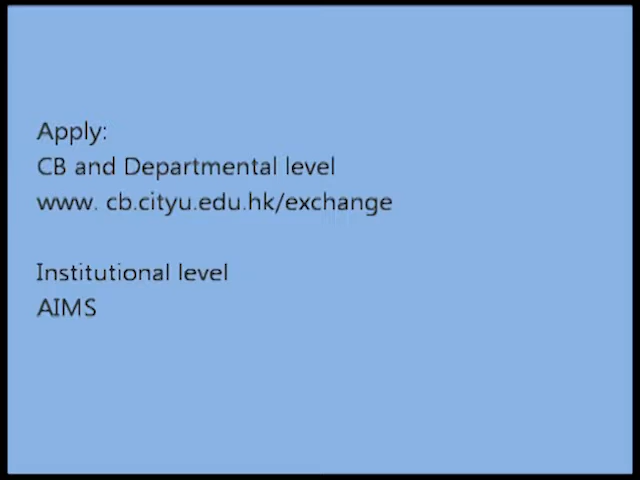 Apply:
CB and Departmental level
www. cb.cityu.edu.hk/exchange
Institutional level
AIMS